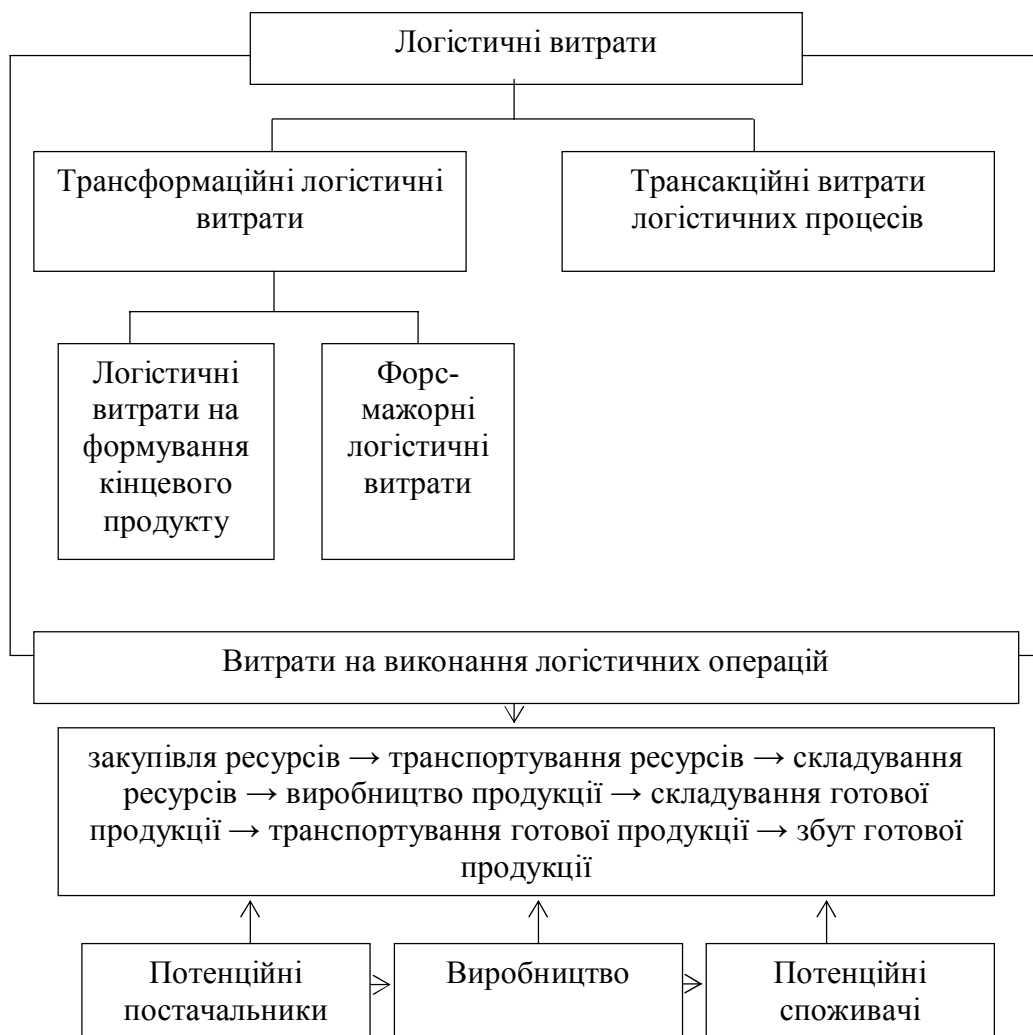 Логістичні витрати
Трансформаційні логістичні
витрати
Трансакційні витрати
логістичних процесів
Логістичні
витрати на
формування
кінцевого
продукту
Форс-
мажорні
логістичні
витрати
Витрати на виконання логістичних операцій
закупівля ресурсів → транспортування ресурсів → складування
ресурсів → виробництво продукції → складування готової
продукції → транспортування готової продукції → збут готової
продукції
Потенційні
постачальники
Виробництво
Потенційні
споживачі